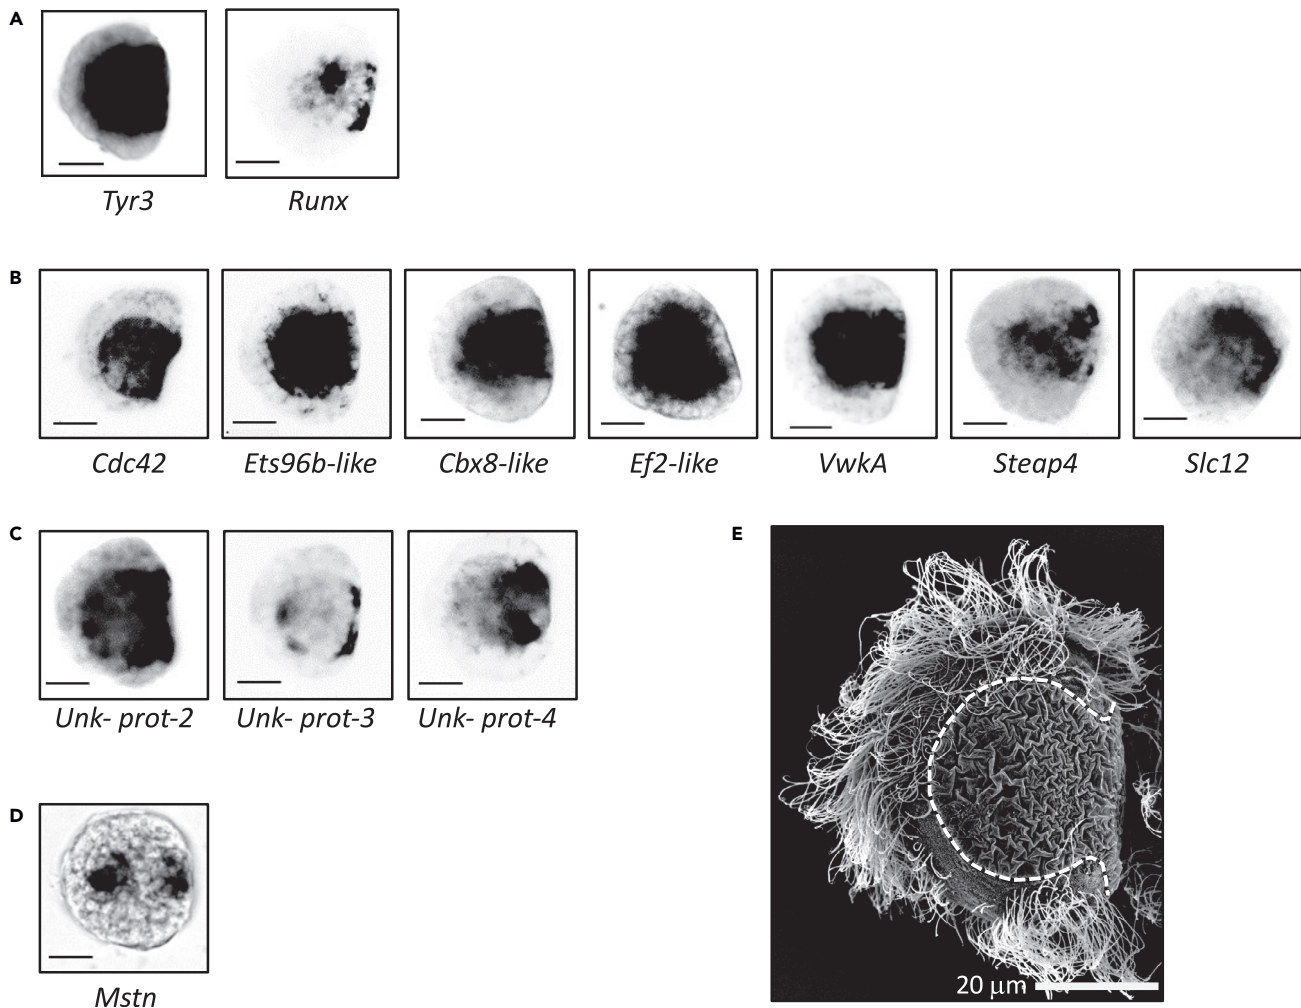 A
Tyr3 Runx
B
Cdc42 Ets96b-like Cbx8-like Ef2-like VwkA Steap4 Slc12
C
E
Unk- prot-2 Unk- prot-3 Unk- prot-4
D
20 μm
Mstn